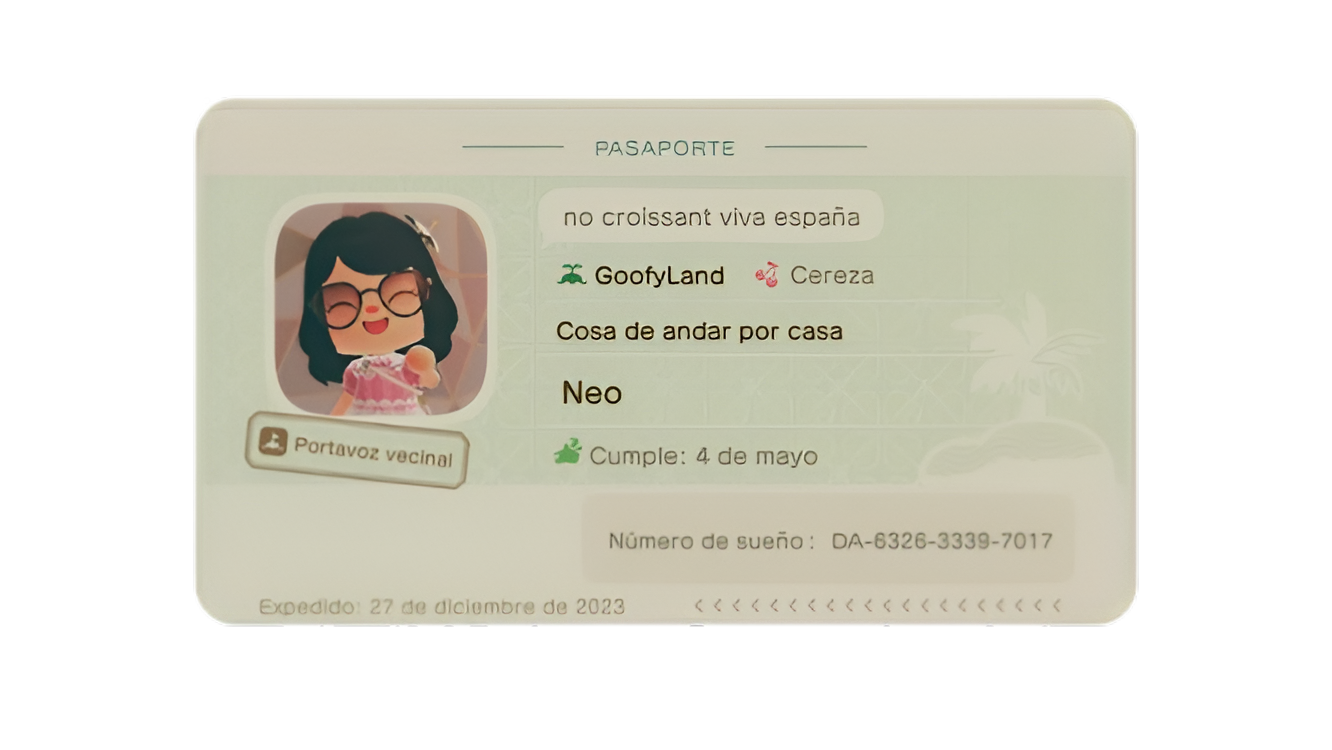 PASAPORTE
no croissant viva españa
GoofyLand Cereza
Cosa de andar por casa
Neo
Portavoz vecinal
Cumple: 4 de mayo
Número de sueño: DA-6326-3339-7017
Expedido: 27 de diciembre de 2023 <<<<<<<<<<<<<<<<<<<<